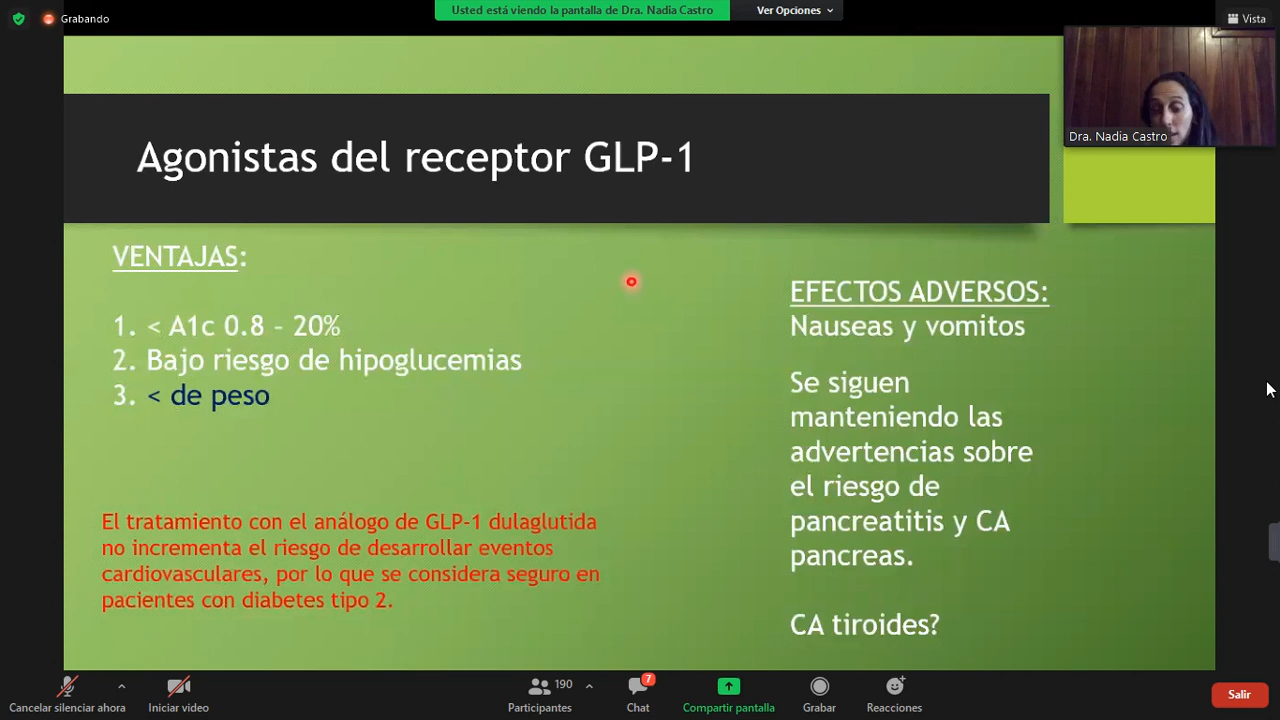 Grabando
Usted está viendo la pantalla de Dra. Nadia Castro
Ver Opciones
Vista
Dra. Nadia Castro
Agonistas del receptor GLP-1
VENTAJAS:
1. < A1c 0.8 - 20%
2. Bajo riesgo de hipoglucemias
3. < de peso
El tratamiento con el análogo de GLP-1 dulaglutida
no incrementa el riesgo de desarrollar eventos
cardiovasculares, por lo que se considera seguro en
pacientes con diabetes tipo 2.
EFECTOS ADVERSOS:
Nauseas y vomitos
Se siguen
manteniendo las
advertencias sobre
el riesgo de
pancreatitis y CA
pancreas.
CA tiroides?
Cancelar silenciar ahora
Iniciar video
190
Participantes
7
Chat
Compartir pantalla
Grabar
Reacciones
Salir